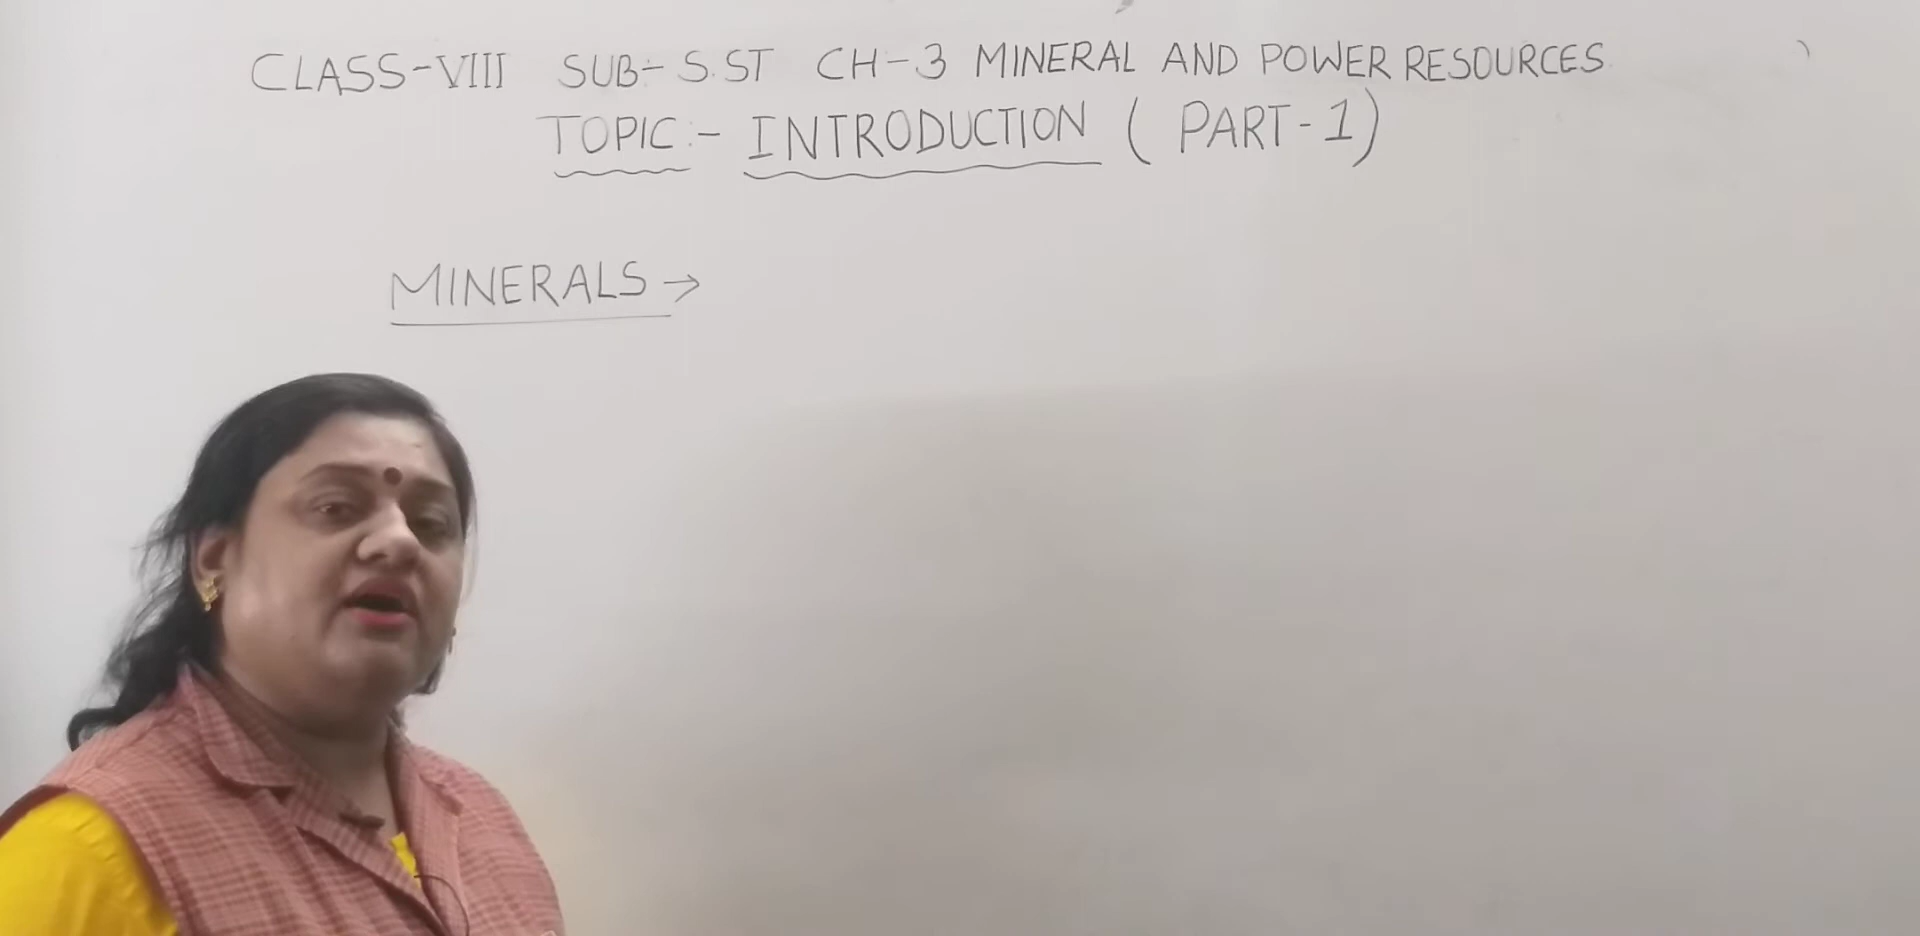 CLASS-VIII SUB:- S.ST CH-3 MINERAL AND POWER RESOURCES
TOPIC:- INTRODUCTION (PART-1)
MINERALS →